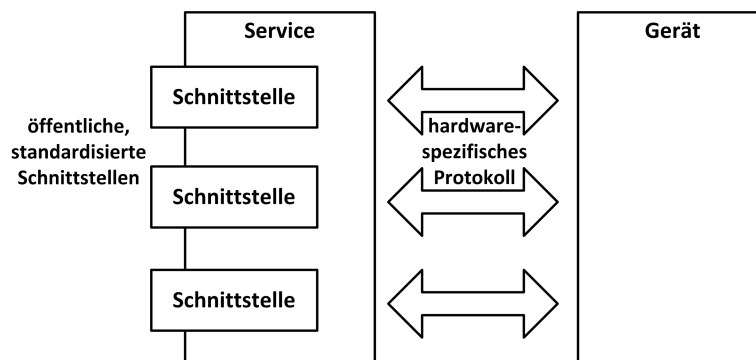 Service
Gerät
Schnittstelle
öffentliche,
standardisierte
Schnittstellen
hardware-
spezifisches
Protokoll
Schnittstelle
Schnittstelle